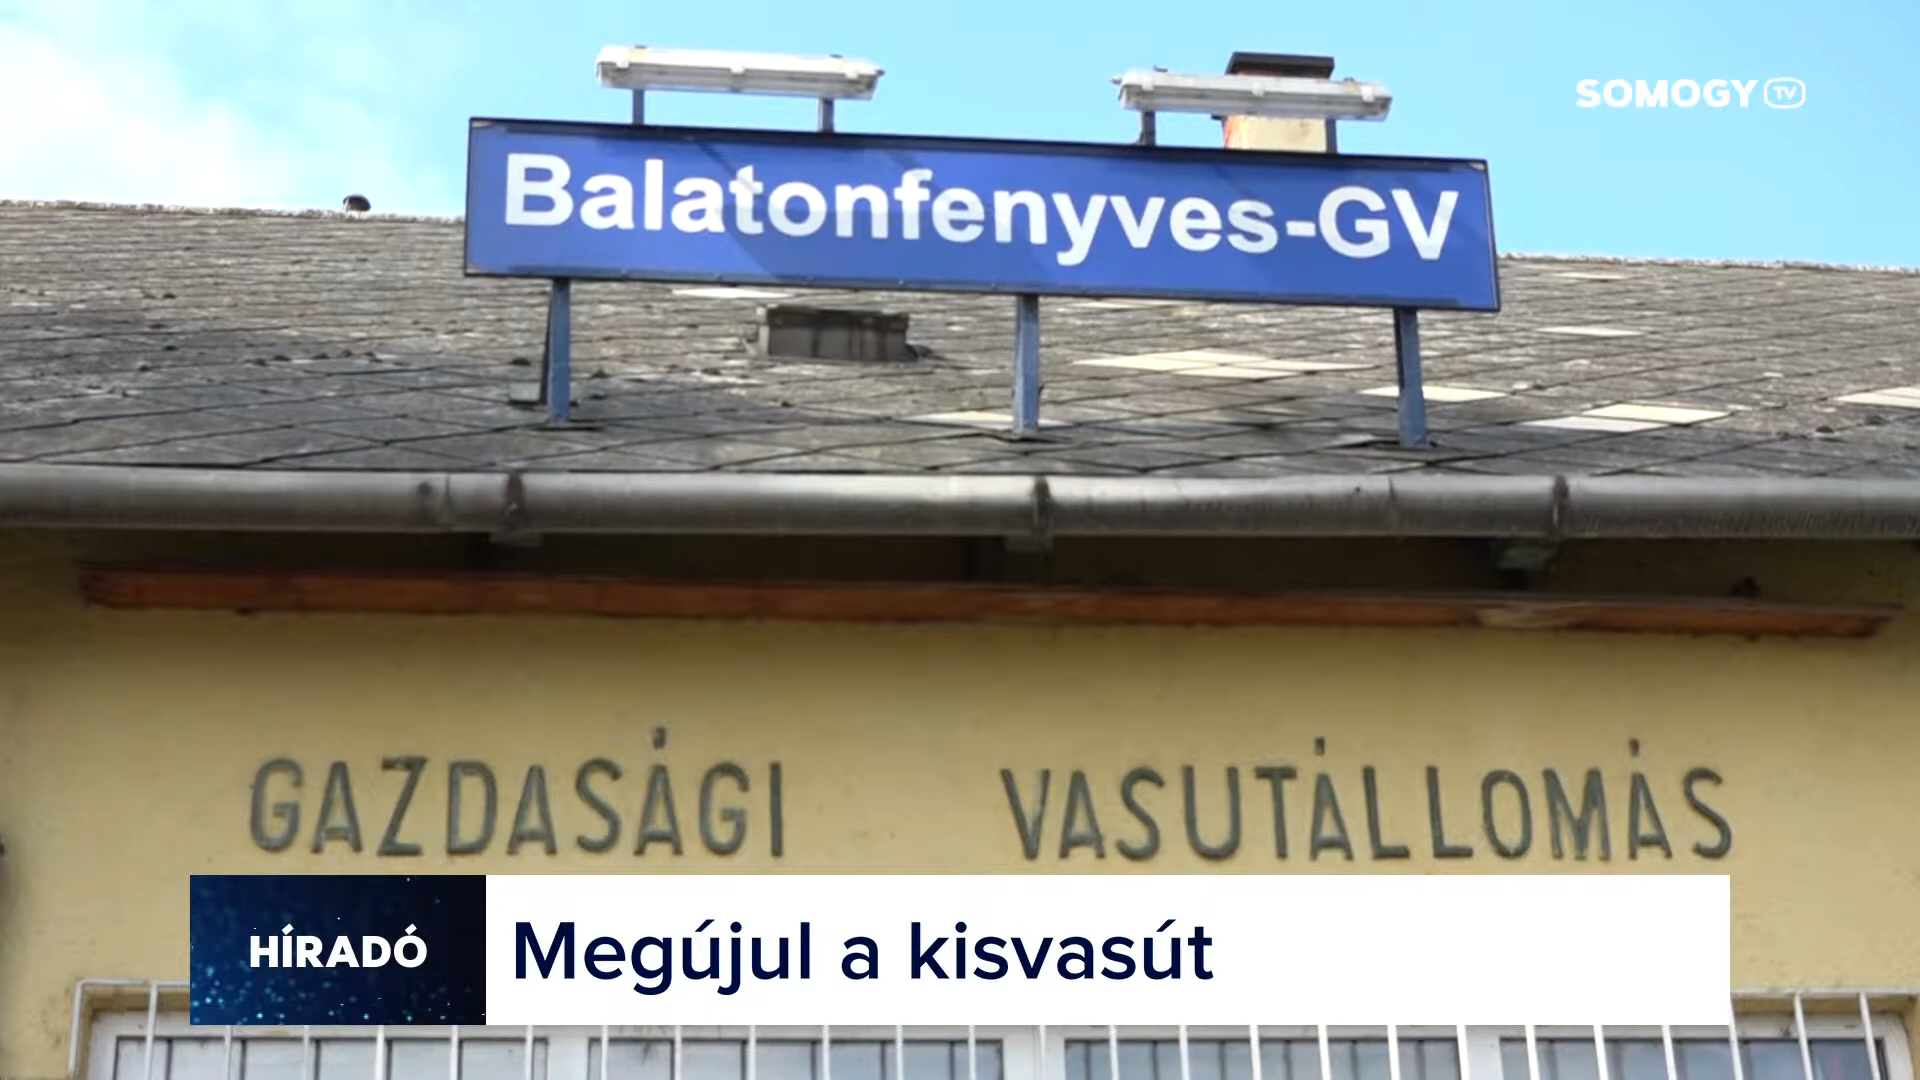 SOMOGY TV
Balatonfenyves-GV
GAZDASÁGI VASUTÁLLOMÁS
HÍRADÓ
Megújul a kisvasút